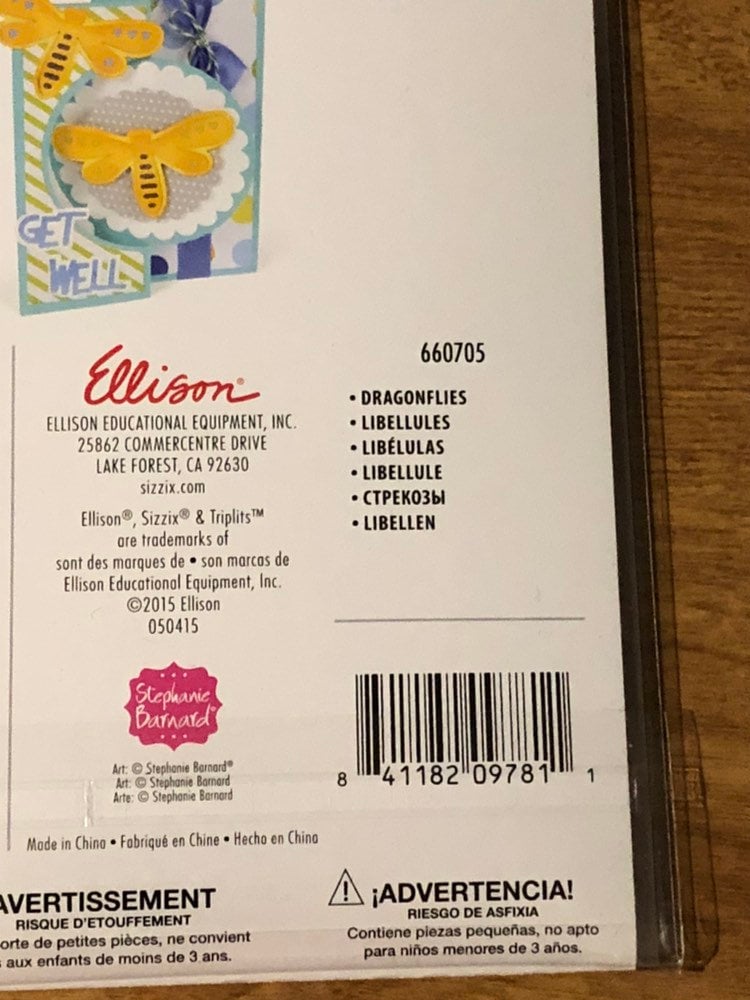 GET
WELL
Ellison®
ELLISON EDUCATIONAL EQUIPMENT, INC.
25862 COMMERCENTRE DRIVE
LAKE FOREST, CA 92630
sizzix.com
Ellison®, Sizzix® & Triplits™
are trademarks of
sont des marques de • son marcas de
Ellison Educational Equipment, Inc.
©2015 Ellison
050415
Stephanie
Barnard®
Art: © Stephanie Barnard®
Art: © Stephanie Barnard
Arte: © Stephanie Barnard
Made in China • Fabriqué en Chine • Hecho en China
660705
• DRAGONFLIES
• LIBELLULES
• LIBÉLULAS
• LIBELLULE
• СТРЕКОЗЫ
• LIBELLEN
8 41182 09781 1
AVERTISSEMENT
RISQUE D'ETOUFFEMENT
orte de petites pièces, ne convient
aux enfants de moins de 3 ans.
¡ADVERTENCIA!
RIESGO DE ASFIXIA
Contiene piezas pequeñas, no apto
para niños menores de 3 años.